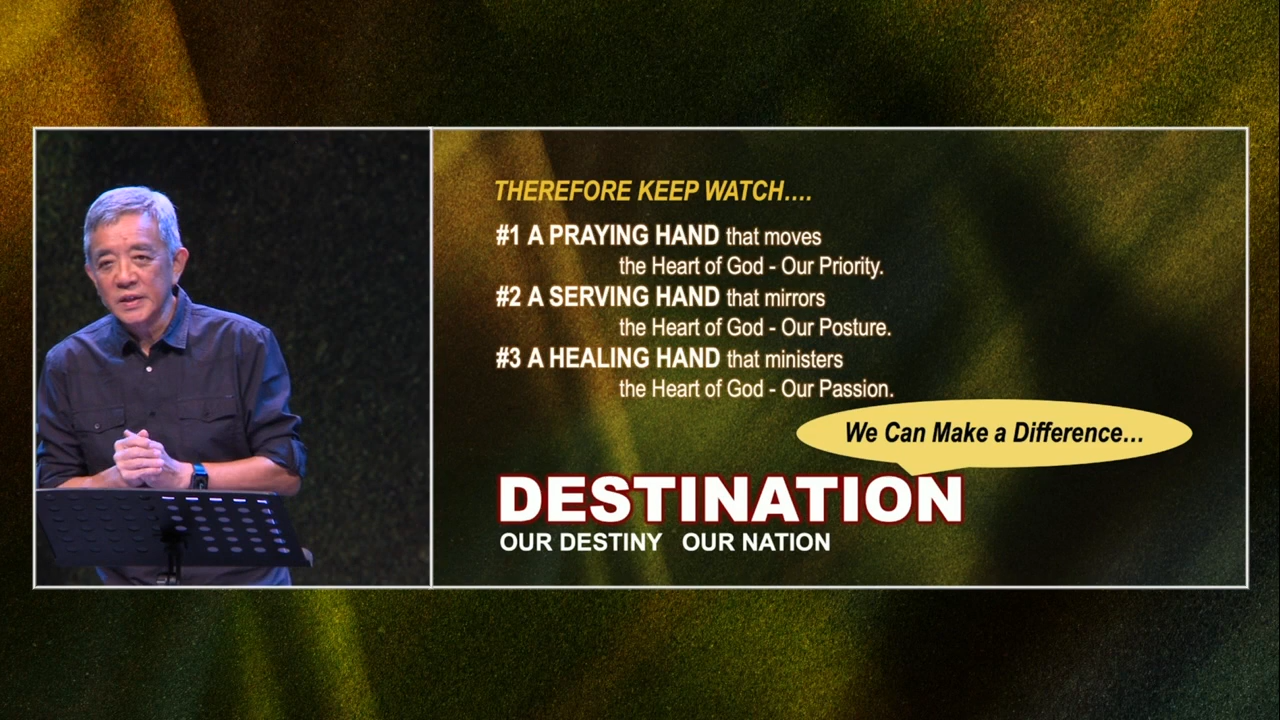 THEREFORE KEEP WATCH....
#1 A PRAYING HAND that moves
the Heart of God - Our Priority.
#2 A SERVING HAND that mirrors
the Heart of God - Our Posture.
#3 A HEALING HAND that ministers
the Heart of God - Our Passion.
We Can Make a Difference...
DESTINATION
OUR DESTINY OUR NATION